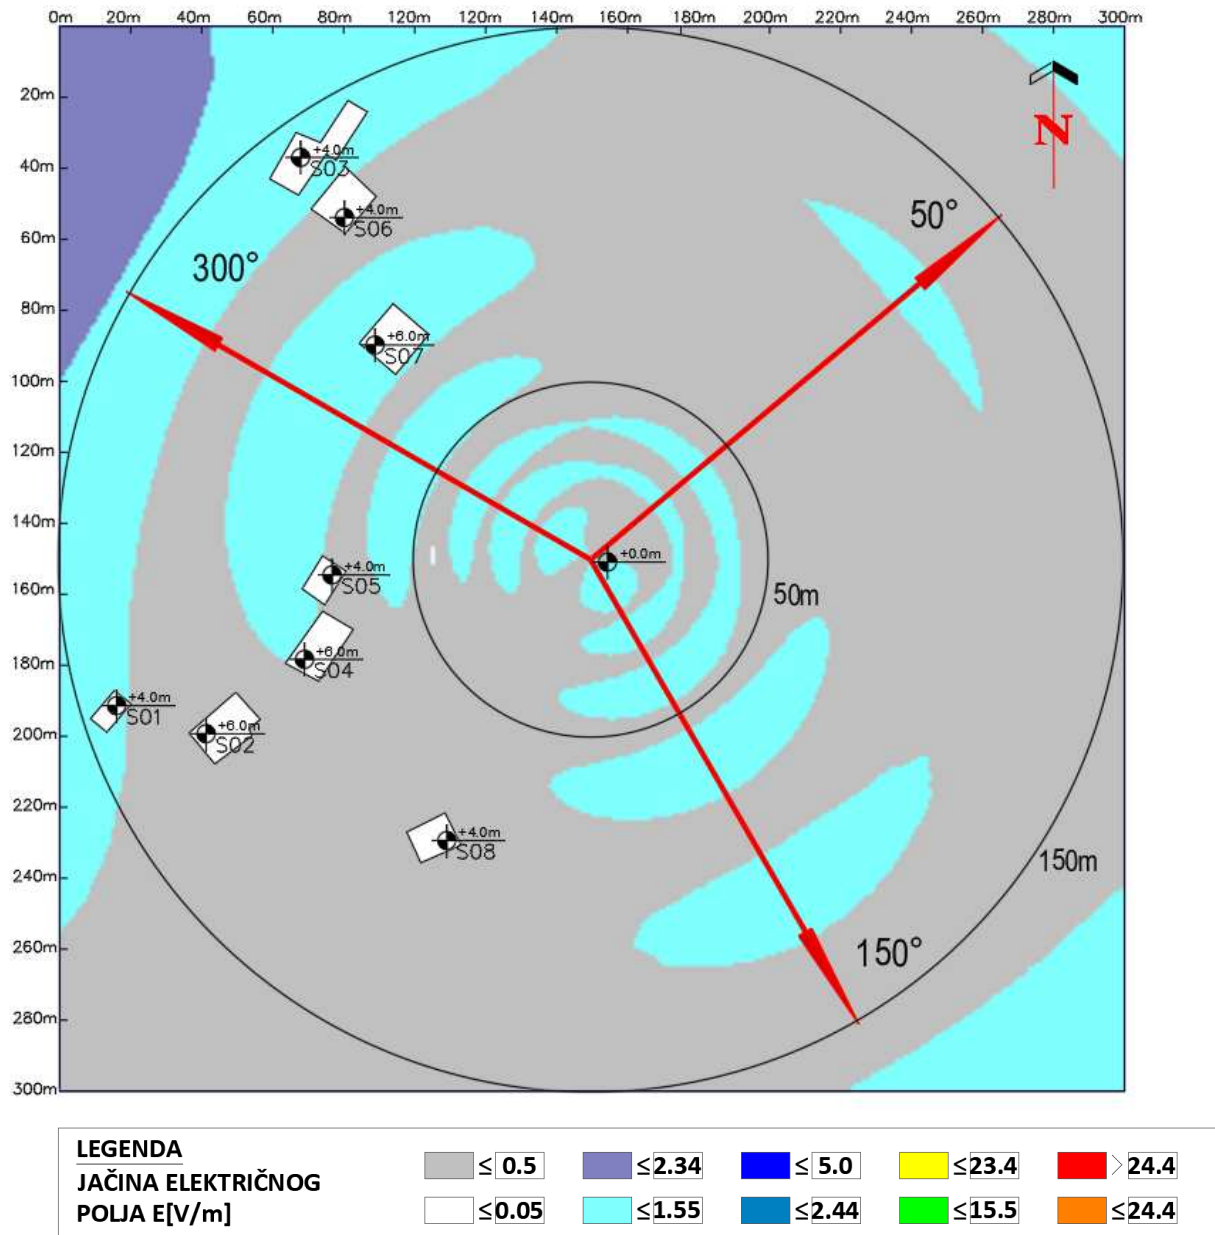 0m 20m 40m 60m 80m 120m 120m 140m 160m 180m 200m 220m 240m 260m 280m 300m
20m
N
40m
+4.0m
S03
50°
+4.0m
S06
60m
300°
80m
+6.0m
S07
100m
120m
140m
+0.0m
+4.0m
S05
160m
50m
+6.0m
S04
180m
+4.0m
S01
+6.0m
S02
200m
220m
+4.0m
S08
150m
240m
150°
260m
280m
300m
LEGENDA
JAČINA ELEKTRIČNOG
POLJA E[V/m]
≤ 0.5 ≤2.34 ≤ 5.0 ≤23.4 >24.4
≤0.05 ≤1.55 ≤2.44 ≤15.5 ≤24.4